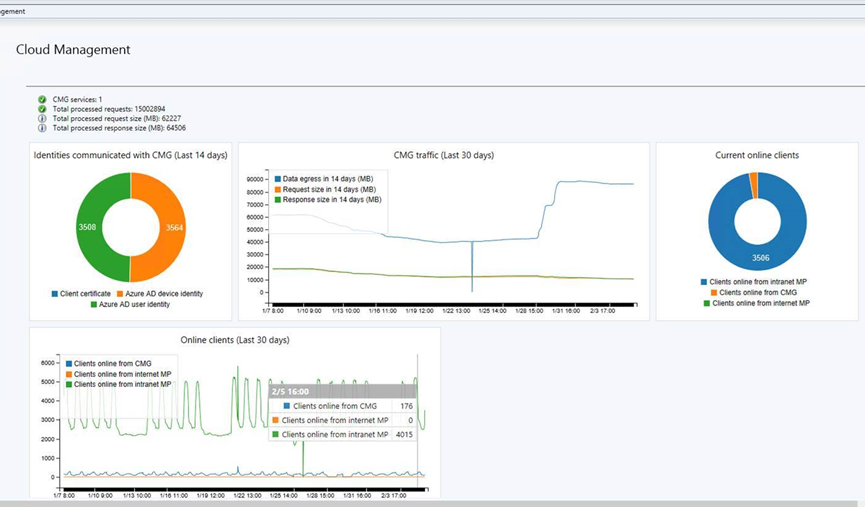 gement
Cloud Management
CMG services: 1
Total processed requests: 15002894
Total processed request size (MB): 62227
Total processed response size (MB): 64506
Identities communicated with CMG (Last 14 days)
3508
3564
Client certificate
Azure AD device identity
Azure AD user identity
CMG traffic (Last 30 days)
Data egress in 14 days (MB)
Request size in 14 days (MB)
Response size in 14 days (MB)
90000
80000
70000
60000
50000
40000
30000
20000
10000
0
1/7 8:00 1/10 9:00 1/13 10:00 1/16 11:00 1/19 12:00 1/22 13:00 1/25 14:00 1/28 15:00 1/31 16:00 2/3 17:00
Current online clients
3506
Clients online from intranet MP
Clients online from CMG
Clients online from internet MP
Online clients (Last 30 days)
Clients online from CMG
Clients online from internet MP
Clients online from intranet MP
6000
5000
4000
3000
2000
1000
0
2/5 16:00
Clients online from CMG 176
Clients online from internet MP 0
Clients online from intranet MP 4015
1/7 8:00 1/10 9:00 1/13 10:00 1/16 11:00 1/19 12:00 1/22 13:00 1/25 14:00 1/28 15:00 1/31 16:00 2/3 17:00